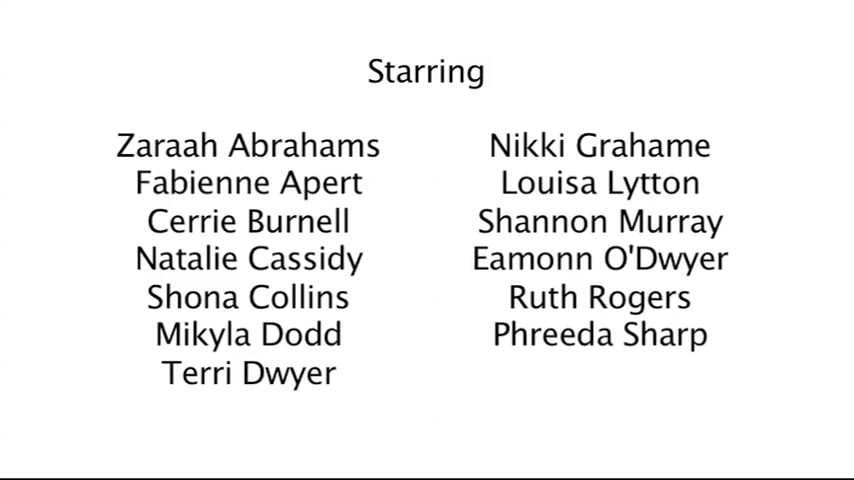 Starring
Zaraah Abrahams
Fabienne Apert
Cerrie Burnell
Natalie Cassidy
Shona Collins
Mikyla Dodd
Terri Dwyer
Nikki Grahame
Louisa Lytton
Shannon Murray
Eamonn O'Dwyer
Ruth Rogers
Phreeda Sharp